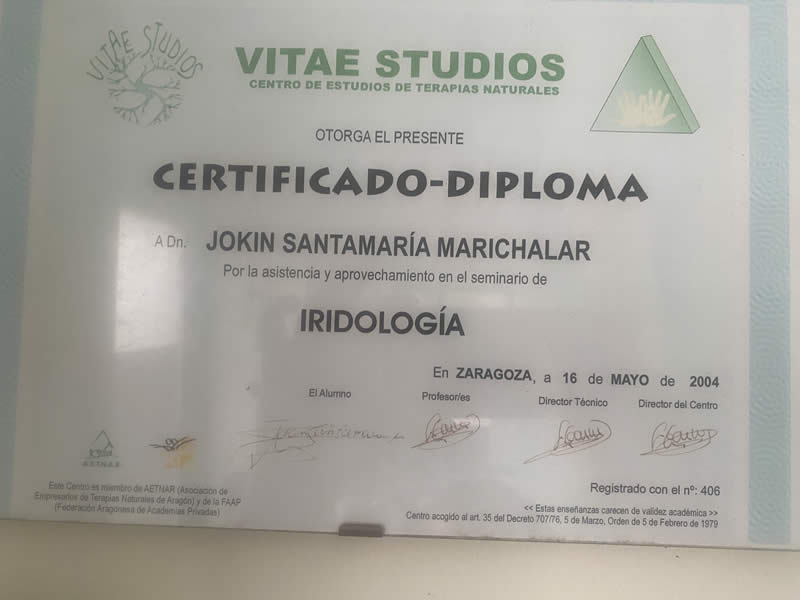 VITAE STUDIOS
VITAE STUDIOS
CENTRO DE ESTUDIOS DE TERAPIAS NATURALES
OTORGA EL PRESENTE
CERTIFICADO-DIPLOMA
A Dn. JOKIN SANTAMARÍA MARICHALAR
Por la asistencia y aprovechamiento en el seminario de
IRIDOLOGÍA
En ZARAGOZA, a 16 de MAYO de 2004
El Alumno Profesor/es Director Técnico Director del Centro
A.E.T.N.A.R
Registrado con el nº: 406
Este Centro es miembro de AETNAR (Asociación de
Empresarios de Terapias Naturales de Aragón) y de la FAAP
(Federación Aragonesa de Academias Privadas)
<< Estas enseñanzas carecen de validez académica >>
Centro acogido al art. 35 del Decreto 707/76, 5 de Marzo, Orden de 5 de Febrero de 1979